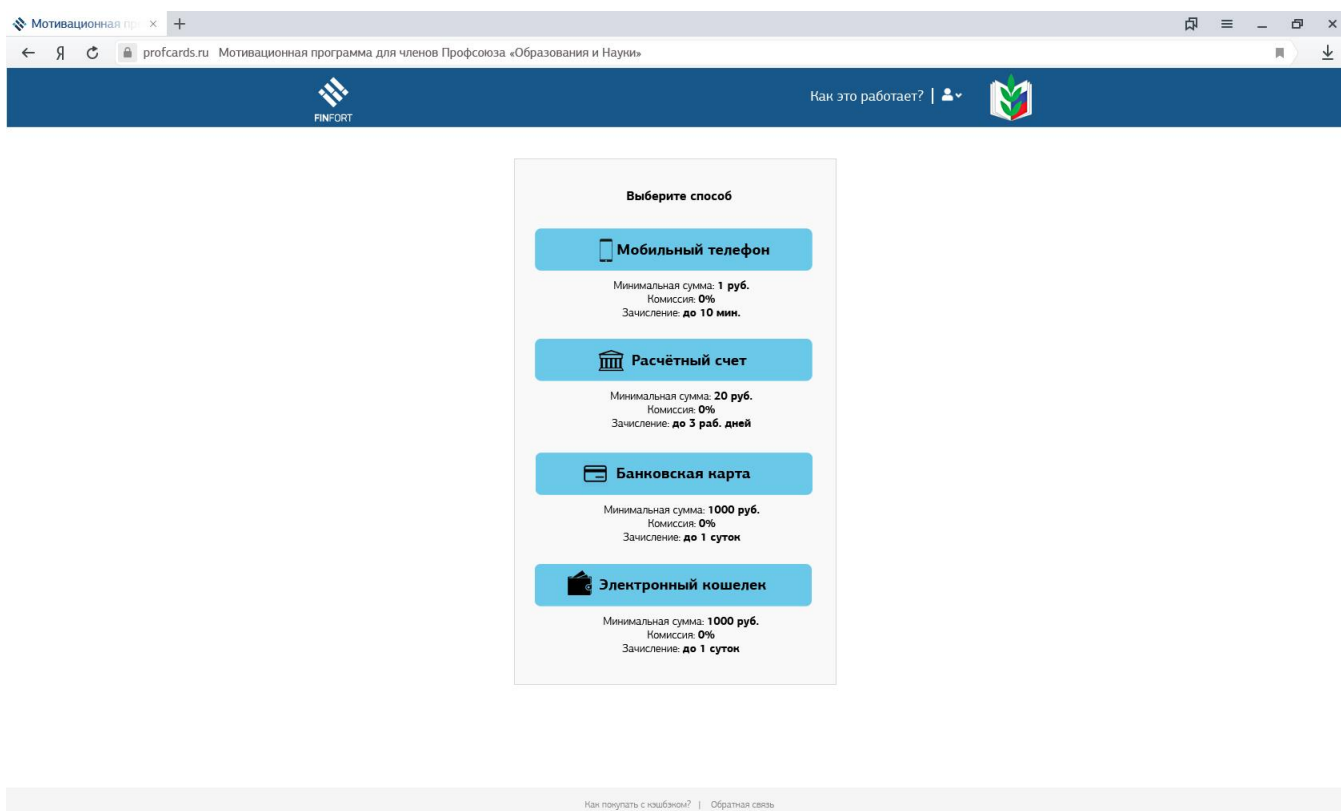 Мотивационная
profcards.ru Мотивационная программа для членов Профсоюза «Образования и Науки»
FINFORT
Как это работает? |
Выберите способ
Мобильный телефон
Минимальная сумма: 1 руб.
Комиссия: 0%
Зачисление: до 10 мин.
Расчётный счет
Минимальная сумма: 20 руб.
Комиссия: 0%
Зачисление: до 3 раб. дней
Банковская карта
Минимальная сумма: 1000 руб.
Комиссия: 0%
Зачисление: до 1 суток
Электронный кошелек
Минимальная сумма: 1000 руб.
Комиссия: 0%
Зачисление: до 1 суток
Как покупать с кэшбэком? | Обратная связь